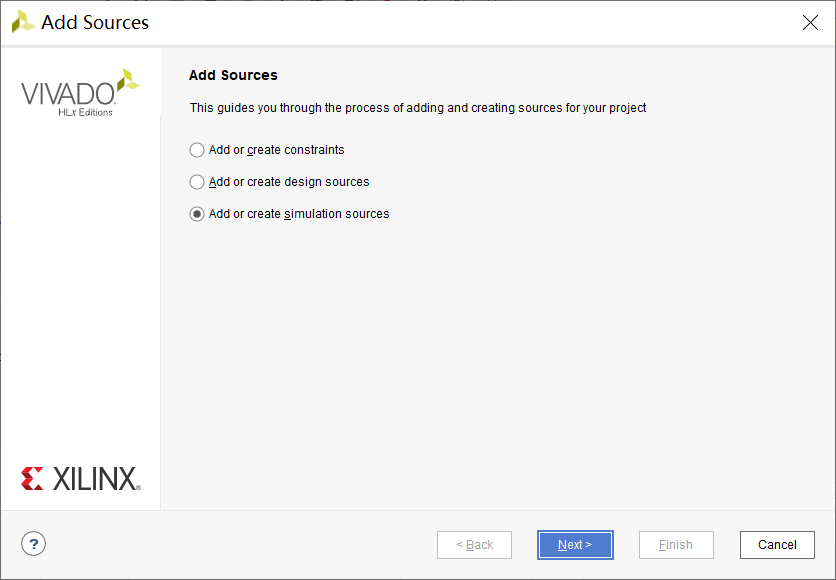 Add Sources
VIVADO.
HLx Editions
Add Sources
This guides you through the process of adding and creating sources for your project
Add or create constraints
Add or create design sources
Add or create simulation sources
XILINX®
?
< Back
Next >
Finish
Cancel